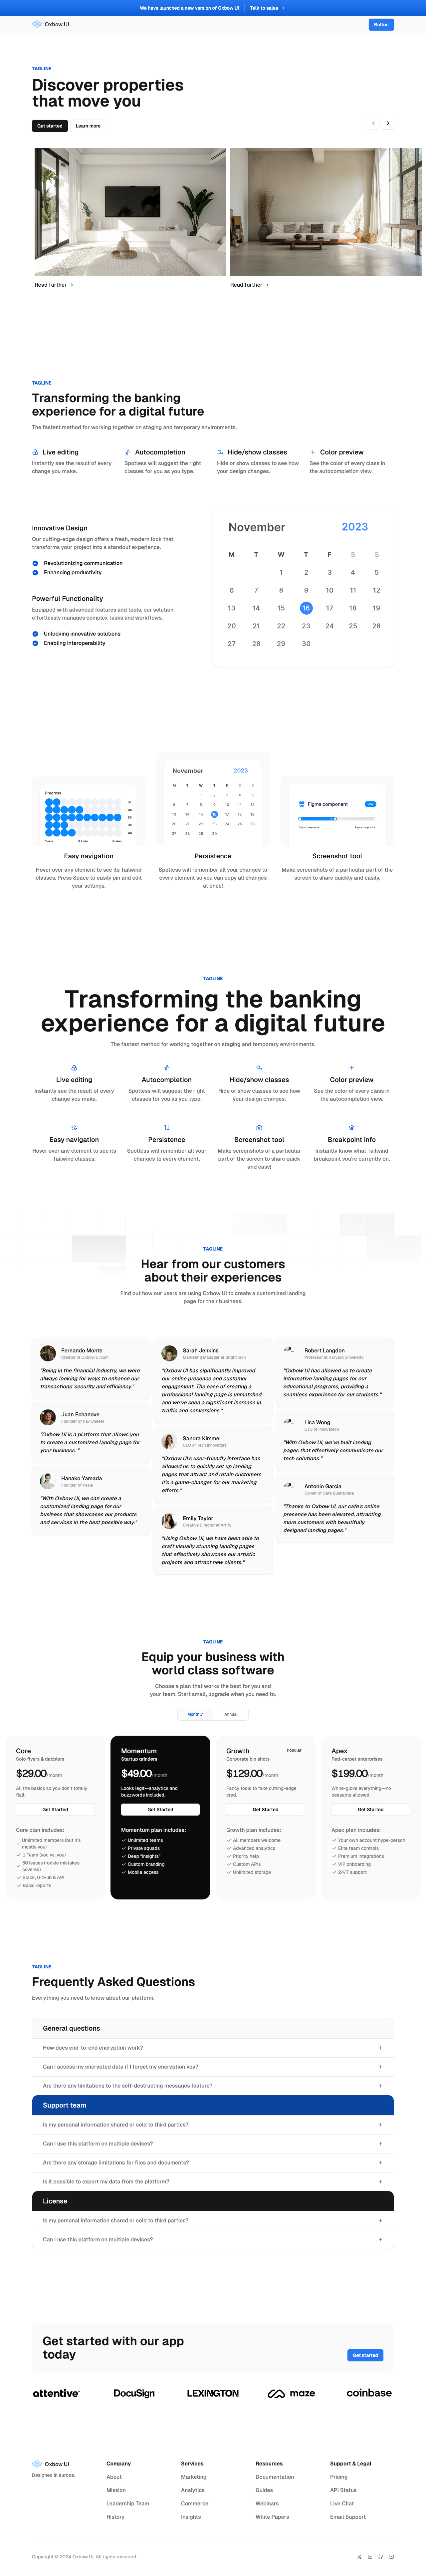 We have launched a new version of Oxbow UI Talk to sales
Oxbow UI
Button
TAGLINE
Discover properties
that move you
Get started Learn more
Read further Read further
TAGLINE
Transforming the banking
experience for a digital future
The fastest method for working together on staging and temporary environments.
Live editing
Instantly see the result of every
change you make.
Autocompletion
Spotless will suggest the right
classes for you as you type.
Hide/show classes
Hide or show classes to see how
your design changes.
Color preview
See the color of every class in
the autocompletion view.
Innovative Design
Our cutting-edge design offers a fresh, modern look that
transforms your project into a standout experience.
Revolutionizing communication
Enhancing productivity
Powerful Functionality
Equipped with advanced features and tools, our solution
effortlessly manages complex tasks and workflows.
Unlocking innovative solutions
Enabling interoperability
November 2023
M T W T F S S
1 2 3 4 5
6 7 8 9 10 11 12
13 14 15 16 17 18 19
20 21 22 23 24 25 26
27 28 29 30
Progress
Easy navigation
Hover over any element to see its Tailwind
classes. Press Space to easily pin and edit
your settings.
November 2023
M T W T F S S
1 2 3 4 5
6 7 8 9 10 11 12
13 14 15 16 17 18 19
20 21 22 23 24 25 26
27 28 29 30
Persistence
Spotless will remember all your changes to
every element so you can copy all changes
at once!
Figma component
Figma component Figma component
Screenshot tool
Make screenshots of a particular part of the
screen to share quickly and easily.
TAGLINE
Transforming the banking
experience for a digital future
The fastest method for working together on staging and temporary environments.
Live editing
Instantly see the result of every
change you make.
Autocompletion
Spotless will suggest the right
classes for you as you type.
Hide/show classes
Hide or show classes to see how
your design changes.
Color preview
See the color of every class in
the autocompletion view.
Easy navigation
Hover over any element to see its
Tailwind classes.
Persistence
Spotless will remember all your
changes to every element.
Screenshot tool
Make screenshots of a particular
part of the screen to share quick
and easy!
Breakpoint info
Instantly know what Tailwind
breakpoint you're currently on.
TAGLINE
Hear from our customers
about their experiences
Find out how our users are using Oxbow UI to create a customized landing
page for their business.
Fernando Monte
Creator of Oxbow UI.com
"Being in the financial industry, we were
always looking for ways to enhance our
transactions' security and efficiency."
Juan Echanove
Founder of Pay Master
"Oxbow UI is a platform that allows you
to create a customized landing page for
your business. "
Hanako Yamada
Founder of Festa
"With Oxbow UI, we can create a
customized landing page for our
business that showcases our products
and services in the best possible way."
Sarah Jenkins
Marketing Manager at BrightTech
"Oxbow UI has significantly improved
our online presence and customer
engagement. The ease of creating a
professional landing page is unmatched,
and we've seen a significant increase in
traffic and conversions."
Sandra Kimmel
CEO of Tech Innovators
"Oxbow UI's user-friendly interface has
allowed us to quickly set up landing
pages that attract and retain customers.
It's a game-changer for our marketing
efforts."
Emily Taylor
Creative Director at Artify
"Using Oxbow UI, we have been able to
craft visually stunning landing pages
that effectively showcase our artistic
projects and attract new clients."
Robert Langdon
Professor at Harvard University
"Oxbow UI has allowed us to create
informative landing pages for our
educational programs, providing a
seamless experience for our students."
Lisa Wong
CTO of Innovatech
"With Oxbow UI, we've built landing
pages that effectively communicate our
tech solutions."
Antonio Garcia
Owner of Café Buenavista
"Thanks to Oxbow UI, our cafe's online
presence has been elevated, attracting
more customers with beautifully
designed landing pages."
TAGLINE
Equip your business with
world class software
Choose a plan that works the best for you and
your team. Start small, upgrade when you need to.
Monthly Annual
Core
Solo flyers & dabblers
$29.00/month
All the basics so you don't totally
fail.
Get Started
Core plan includes:
Unlimited members (but it's
mostly you)
1 Team (you vs. you)
50 issues (rookie mistakes
covered)
Slack, GitHub & API
Basic reports
Momentum
Startup grinders
$49.00/month
Looks legit—analytics and
buzzwords included.
Get Started
Momentum plan includes:
Unlimited teams
Private squads
Deep "insights"
Custom branding
Mobile access
Growth Popular
Corporate big shots
$129.00/month
Fancy tools to fake cutting-edge
cred.
Get Started
Growth plan includes:
All members welcome
Advanced analytics
Priority help
Custom APIs
Unlimited storage
Apex
Red-carpet enterprises
$199.00/month
White-glove everything—no
peasants allowed.
Get Started
Apex plan includes:
Your own account hype-person
Elite team controls
Premium integrations
VIP onboarding
24/7 support
TAGLINE
Frequently Asked Questions
Everything you need to know about our platform.
General questions
How does end-to-end encryption work? +
Can I access my encrypted data if I forget my encryption key? +
Are there any limitations to the self-destructing messages feature? +
Support team
Is my personal information shared or sold to third parties? +
Can I use this platform on multiple devices? +
Are there any storage limitations for files and documents? +
Is it possible to export my data from the platform? +
License
Is my personal information shared or sold to third parties? +
Can I use this platform on multiple devices? +
Get started with our app
today
Get started
attentive DocuSign LEXINGTON maze coinbase
Oxbow UI
Designed in europe.
Company
About
Mission
Leadership Team
History
Services
Marketing
Analytics
Commerce
Insights
Resources
Documentation
Guides
Webinars
White Papers
Support & Legal
Pricing
API Status
Live Chat
Email Support
Copyright © 2024 Oxbow UI. All rights reserved.